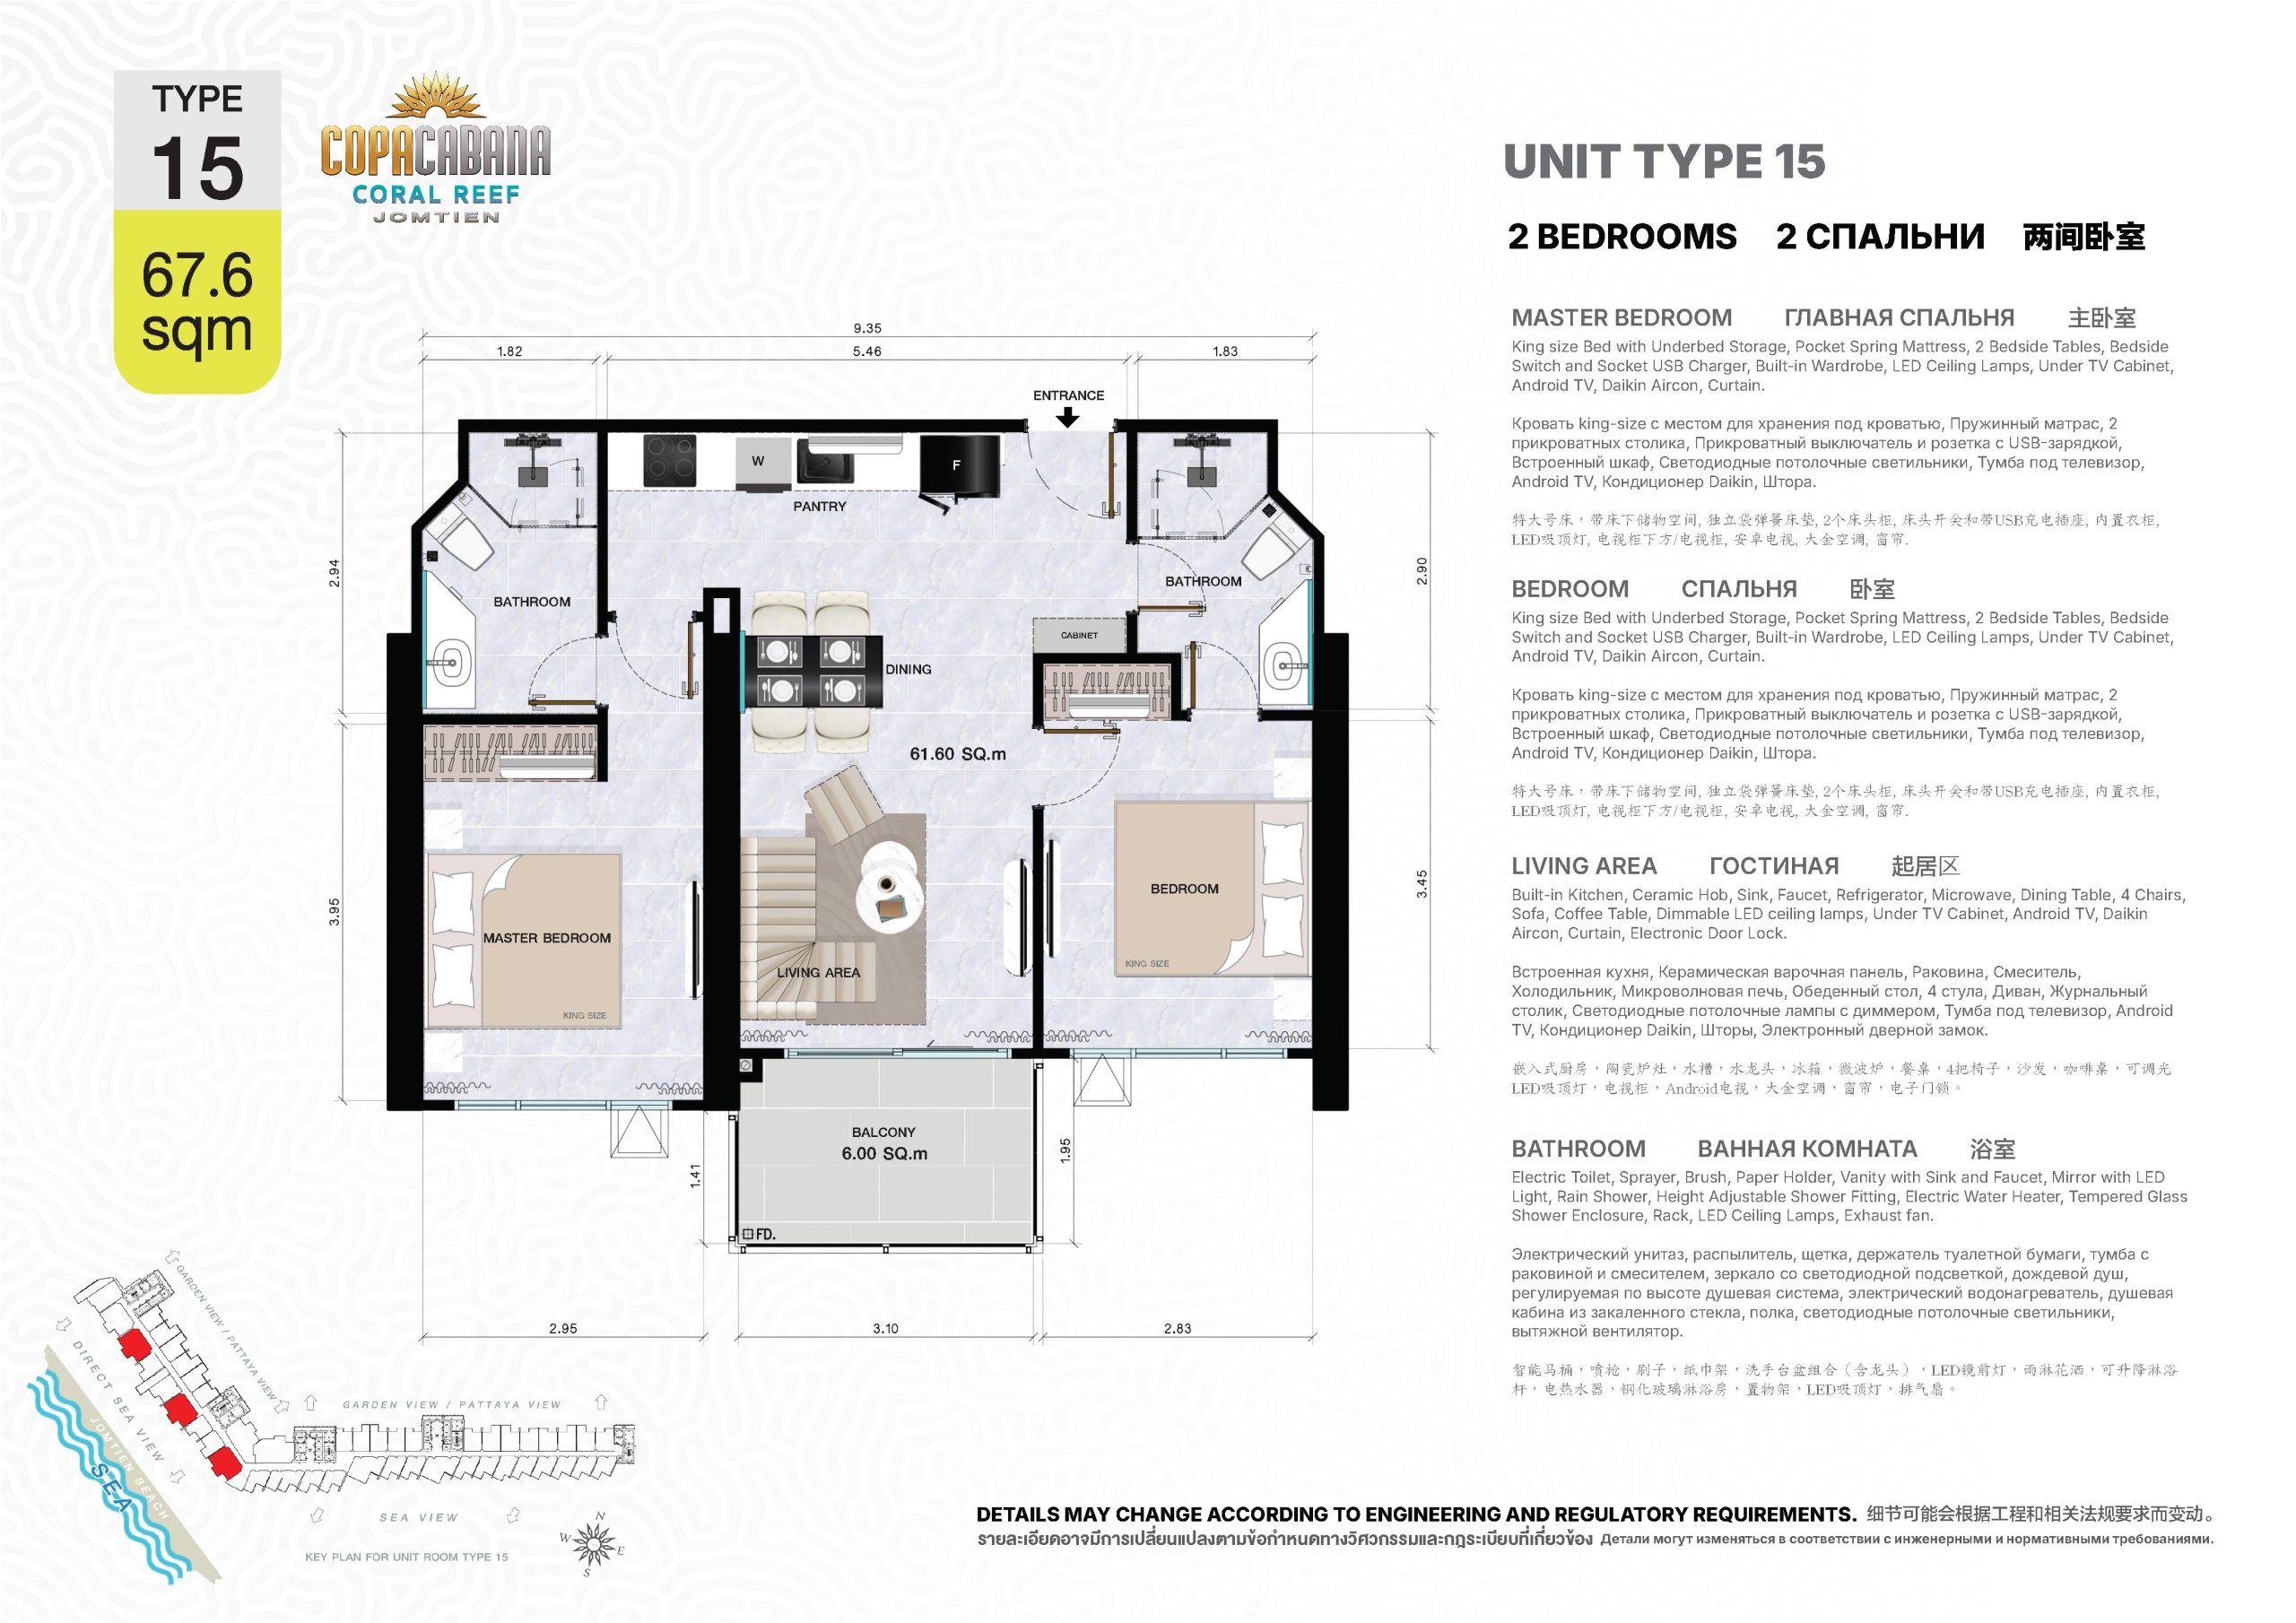 TYPE
15
67.6
sqm
COPACABANA
CORAL REEF
JOMTIEN
9.35
1.82
5.46
1.83
ENTRANCE
W
F
PANTRY
2.94
BATHROOM
BATHROOM
2.90
CABINET
DINING
61.60 SQ.m
3.95
MASTER BEDROOM
KING SIZE
LIVING AREA
BEDROOM
KING SIZE
3.45
BALCONY
6.00 SQ.m
1.41
1.95
FD.
2.95
3.10
2.83
GARDEN VIEW / PATTAYA VIEW
DIRECT SEA VIEW
JOMTIEN BEACH
SEA
GARDEN VIEW / PATTAYA VIEW
SEA VIEW
KEY PLAN FOR UNIT ROOM TYPE 15
N
W
E
S
UNIT TYPE 15
2 BEDROOMS 2 СПАЛЬНИ 两间卧室
MASTER BEDROOM ГЛАВНАЯ СПАЛЬНЯ 主卧室
King size Bed with Underbed Storage, Pocket Spring Mattress, 2 Bedside Tables, Bedside
Switch and Socket USB Charger, Built-in Wardrobe, LED Ceiling Lamps, Under TV Cabinet,
Android TV, Daikin Aircon, Curtain.
Кровать king-size с местом для хранения под кроватью, Пружинный матрас, 2
прикроватных столика, Прикроватный выключатель и розетка с USB-зарядкой,
Встроенный шкаф, Светодиодные потолочные светильники, Тумба под телевизор,
Android TV, Кондиционер Daikin, Штора.
特大号床，带床下储物空间, 独立袋弹簧床垫, 2个床头柜, 床头开关和带USB充电插座, 内置衣柜,
LED吸顶灯, 电视柜下方/电视柜, 安卓电视, 大金空调, 窗帘.
BEDROOM СПАЛЬНЯ 卧室
King size Bed with Underbed Storage, Pocket Spring Mattress, 2 Bedside Tables, Bedside
Switch and Socket USB Charger, Built-in Wardrobe, LED Ceiling Lamps, Under TV Cabinet,
Android TV, Daikin Aircon, Curtain.
Кровать king-size с местом для хранения под кроватью, Пружинный матрас, 2
прикроватных столика, Прикроватный выключатель и розетка с USB-зарядкой,
Встроенный шкаф, Светодиодные потолочные светильники, Тумба под телевизор,
Android TV, Кондиционер Daikin, Штора.
特大号床，带床下储物空间, 独立袋弹簧床垫, 2个床头柜, 床头开关和带USB充电插座, 内置衣柜,
LED吸顶灯, 电视柜下方/电视柜, 安卓电视, 大金空调, 窗帘.
LIVING AREA ГОСТИНАЯ 起居区
Built-in Kitchen, Ceramic Hob, Sink, Faucet, Refrigerator, Microwave, Dining Table, 4 Chairs,
Sofa, Coffee Table, Dimmable LED ceiling lamps, Under TV Cabinet, Android TV, Daikin
Aircon, Curtain, Electronic Door Lock.
Встроенная кухня, Керамическая варочная панель, Раковина, Смеситель,
Холодильник, Микроволновая печь, Обеденный стол, 4 стула, Диван, Журнальный
столик, Светодиодные потолочные лампы с диммером, Тумба под телевизор, Android
TV, Кондиционер Daikin, Шторы, Электронный дверной замок.
嵌入式厨房，陶瓷炉灶，水槽，水龙头，冰箱，微波炉，餐桌，4把椅子，沙发，咖啡桌，可调光
LED吸顶灯，电视柜，Android电视，大金空调，窗帘，电子门锁。
BATHROOM ВАННАЯ КОМНАТА 浴室
Electric Toilet, Sprayer, Brush, Paper Holder, Vanity with Sink and Faucet, Mirror with LED
Light, Rain Shower, Height Adjustable Shower Fitting, Electric Water Heater, Tempered Glass
Shower Enclosure, Rack, LED Ceiling Lamps, Exhaust fan.
Электрический унитаз, распылитель, щетка, держатель туалетной бумаги, тумба с
раковиной и смесителем, зеркало со светодиодной подсветкой, дождевой душ,
регулируемая по высоте душевая система, электрический водонагреватель, душевая
кабина из закаленного стекла, полка, светодиодные потолочные светильники,
вытяжной вентилятор.
智能马桶，喷枪，刷子，纸巾架，洗手台盆组合（含龙头），LED镜前灯，雨淋花洒，可升降淋浴
杆，电热水器，钢化玻璃淋浴房，置物架，LED吸顶灯，排气扇。
DETAILS MAY CHANGE ACCORDING TO ENGINEERING AND REGULATORY REQUIREMENTS. 细节可能会根据工程和相关法规要求而变动。
รายละเอียดอาจมีการเปลี่ยนแปลงตามข้อกำหนดทางวิศวกรรมและกฎระเบียบที่เกี่ยวข้อง Детали могут изменяться в соответствии с инженерными и нормативными требованиями.